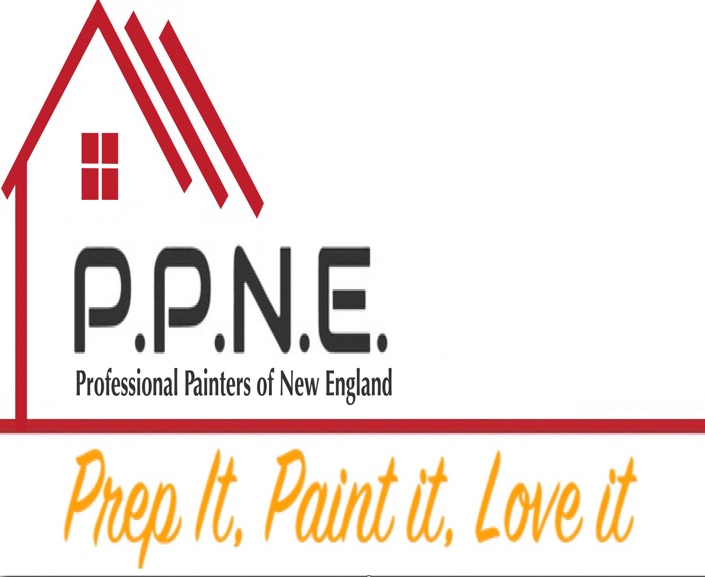 P.P.N.E.
Professional Painters of New England
Prep It, Paint it, Love it